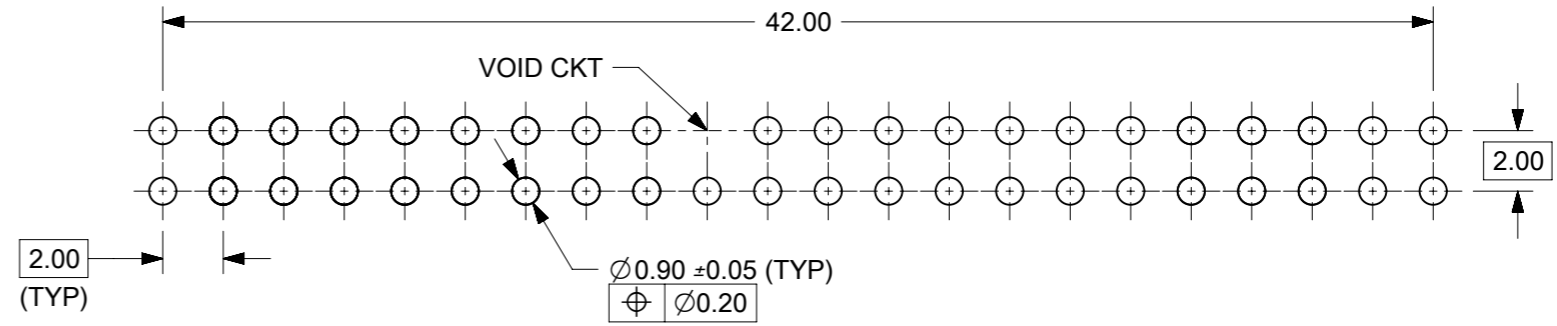 42.00
VOID CKT
2.00
2.00
(TYP)
∅0.90 ±0.05 (TYP)
⌖ ∅0.20